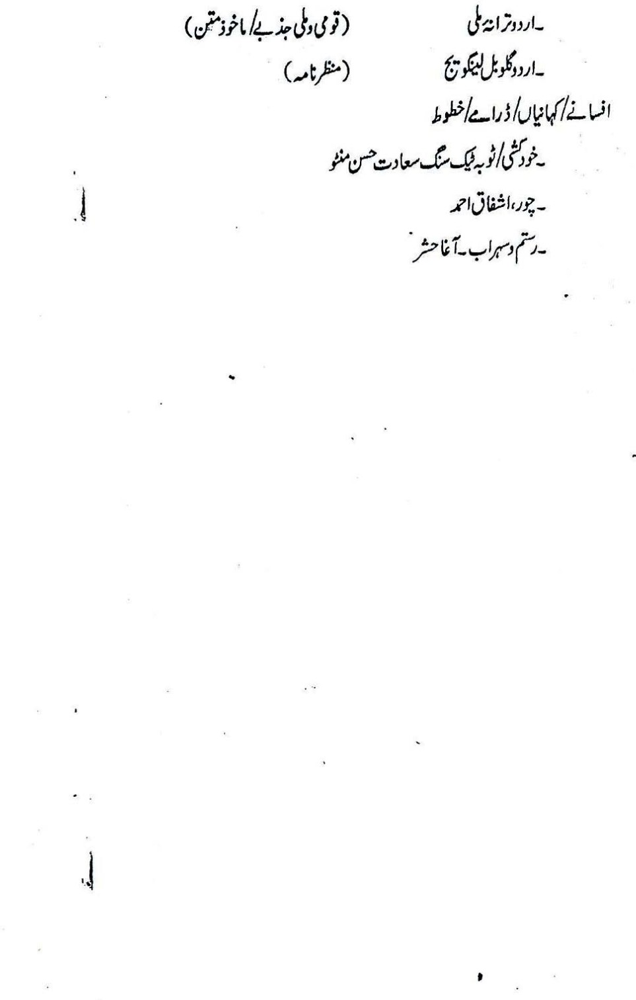 ۔اردو ترانۂ ملی (قومی و ملی جذبے/ماخوذ متن)
۔اردو گلوبل لینگویج (منظر نامہ)
افسانے/کہانیاں/ڈرامے/خطوط
۔خودکشی/ٹوبہ ٹیک سنگ سعادت حسن منٹو
۔چور، اشفاق احمد
۔رستم و سہراب۔آغا حشر